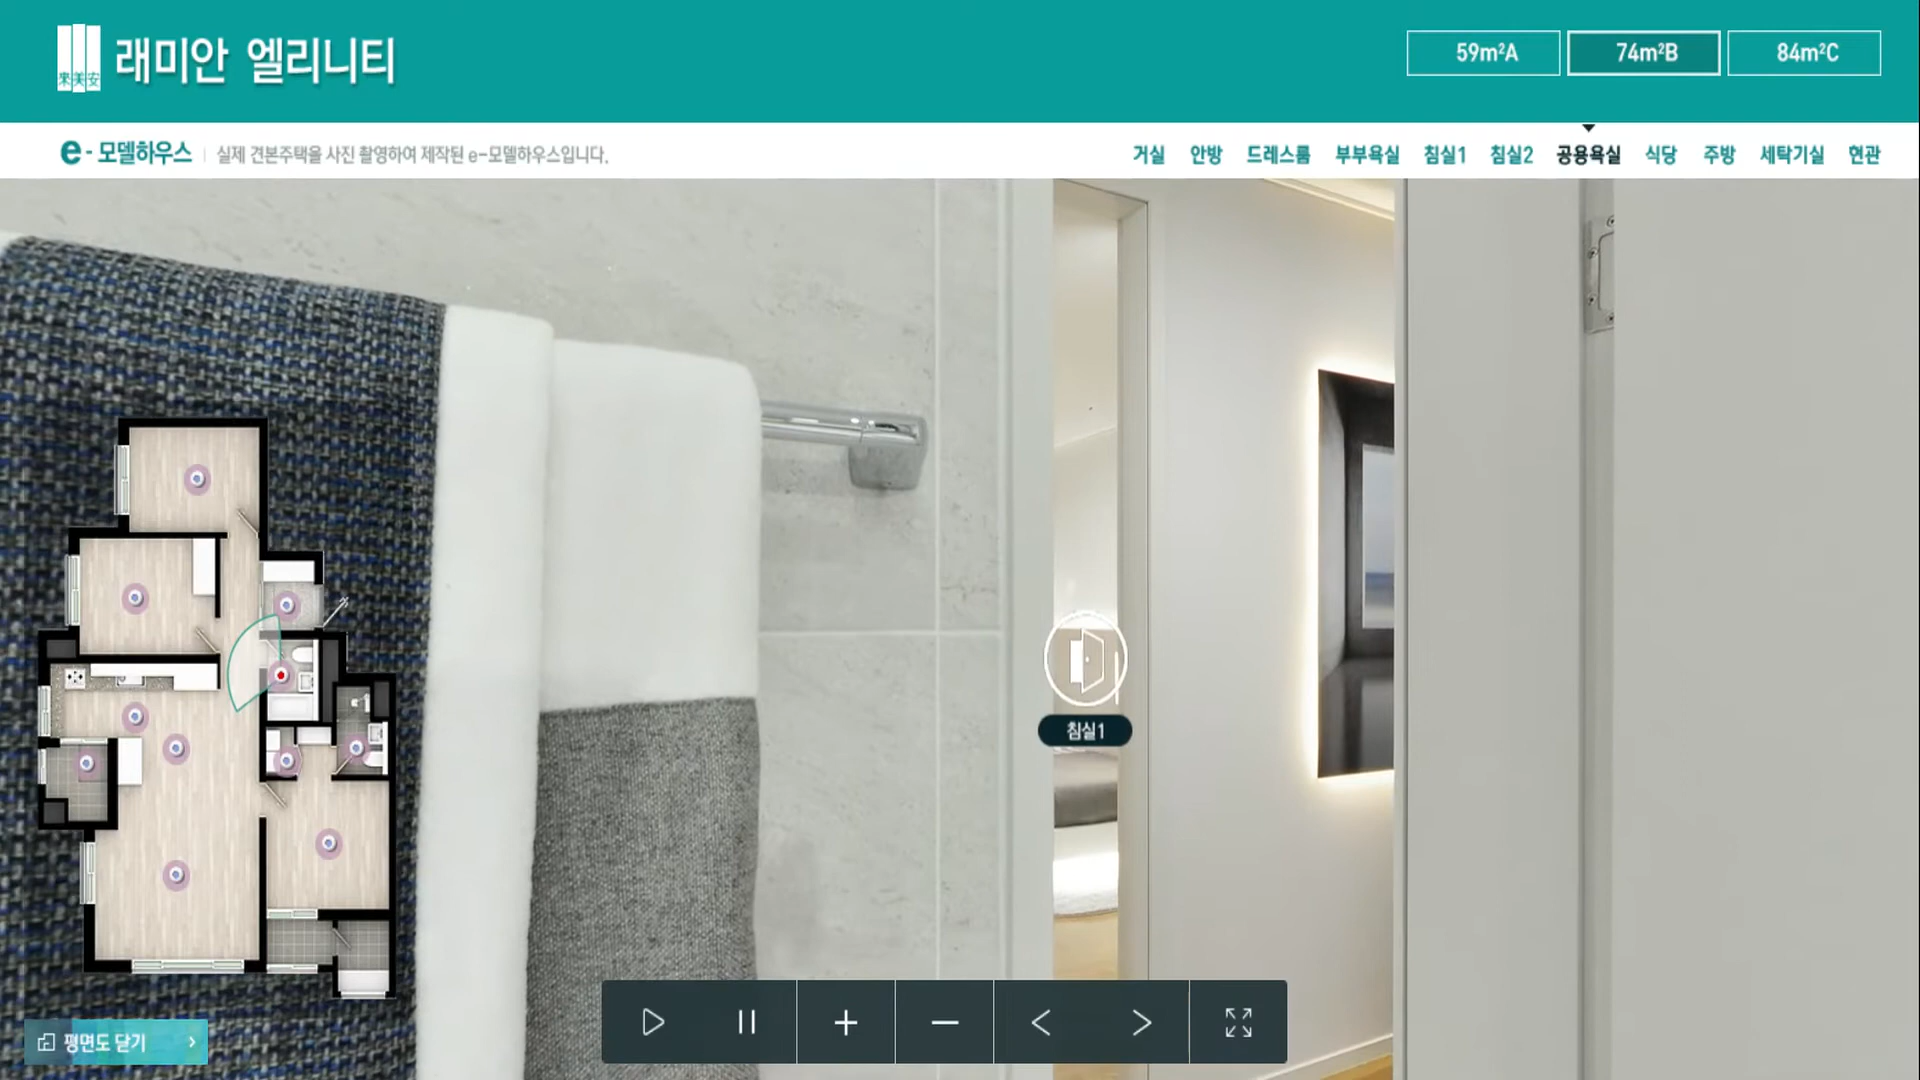 來美安 래미안 엘리니티
59m²A 74m²B 84m²C
e-모델하우스 실제 견본주택을 사진 촬영하여 제작된 e-모델하우스입니다.
거실 안방 드레스룸 부부욕실 침실1 침실2 공용욕실 식당 주방 세탁기실 현관
침실1
평면도 닫기